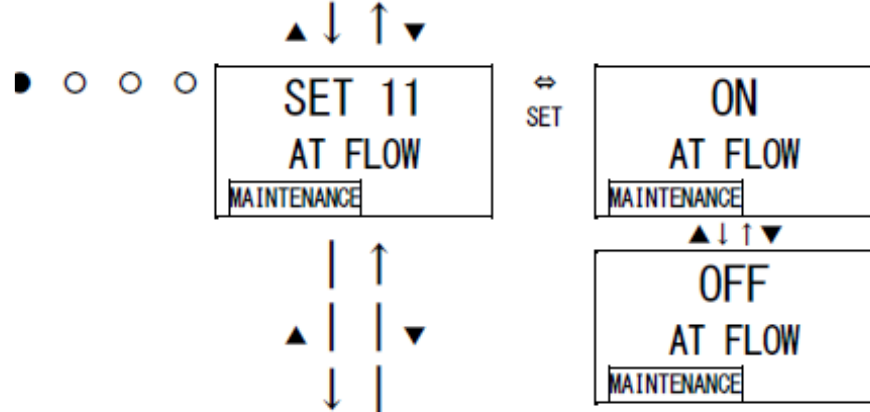 ▲↓ ↑▼
● ○ ○ ○
SET 11
AT FLOW
MAINTENANCE
⇔
SET
ON
AT FLOW
MAINTENANCE
▲↓↑▼
OFF
AT FLOW
MAINTENANCE
▲↓ ↑▼